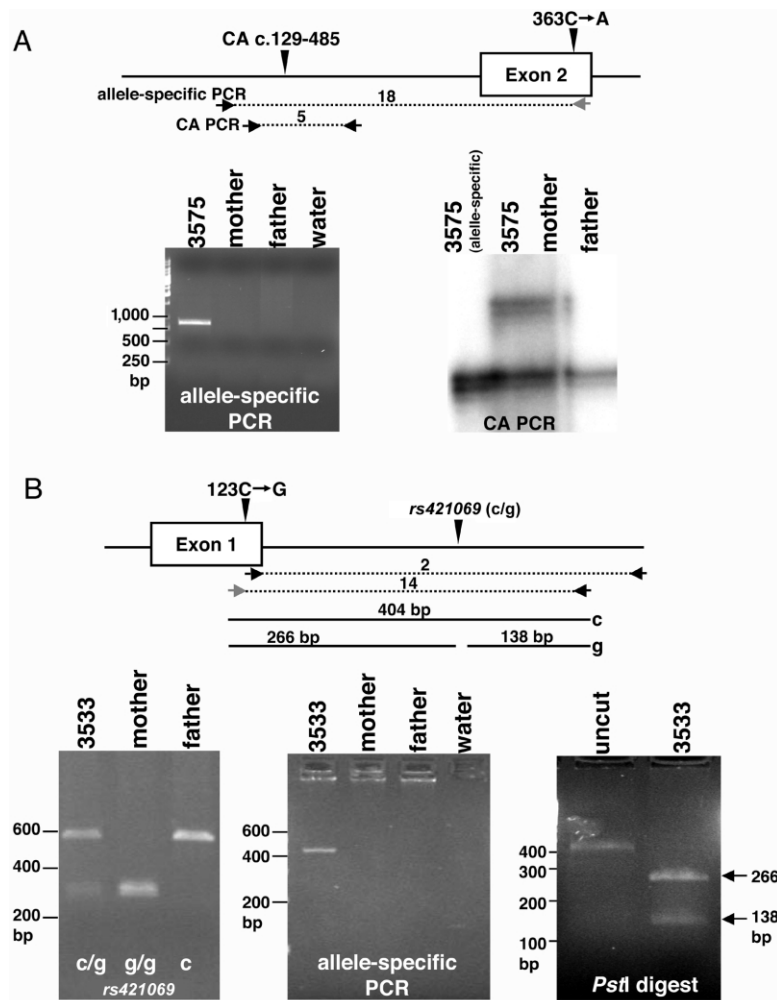 A
363C→A
CA c.129-485
Exon 2
allele-specific PCR
18
CA PCR
5
3575
mother
father
water
1,000
500
250
bp
allele-specific
PCR
3575
(alelle-specific)
3575
mother
father
CA PCR
B
123C→G
rs421069 (c/g)
Exon 1
2
14
404 bp
c
266 bp
138 bp
g
3533
mother
father
600
400
200
bp
c/g g/g c
rs421069
3533
mother
father
water
600
400
200
bp
allele-specific
PCR
uncut
3533
400
300
200
100
bp
266
138
PstI digest